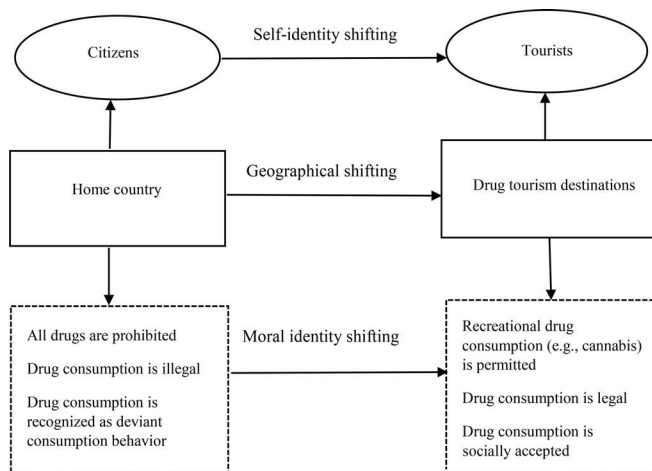 Self-identity shifting
Citizens
Tourists
Geographical shifting
Home country
Drug tourism destinations
Moral identity shifting
All drugs are prohibited
Drug consumption is illegal
Drug consumption is
recognized as deviant
consumption behavior
Recreational drug
consumption (e.g., cannabis)
is permitted
Drug consumption is legal
Drug consumption is
socially accepted